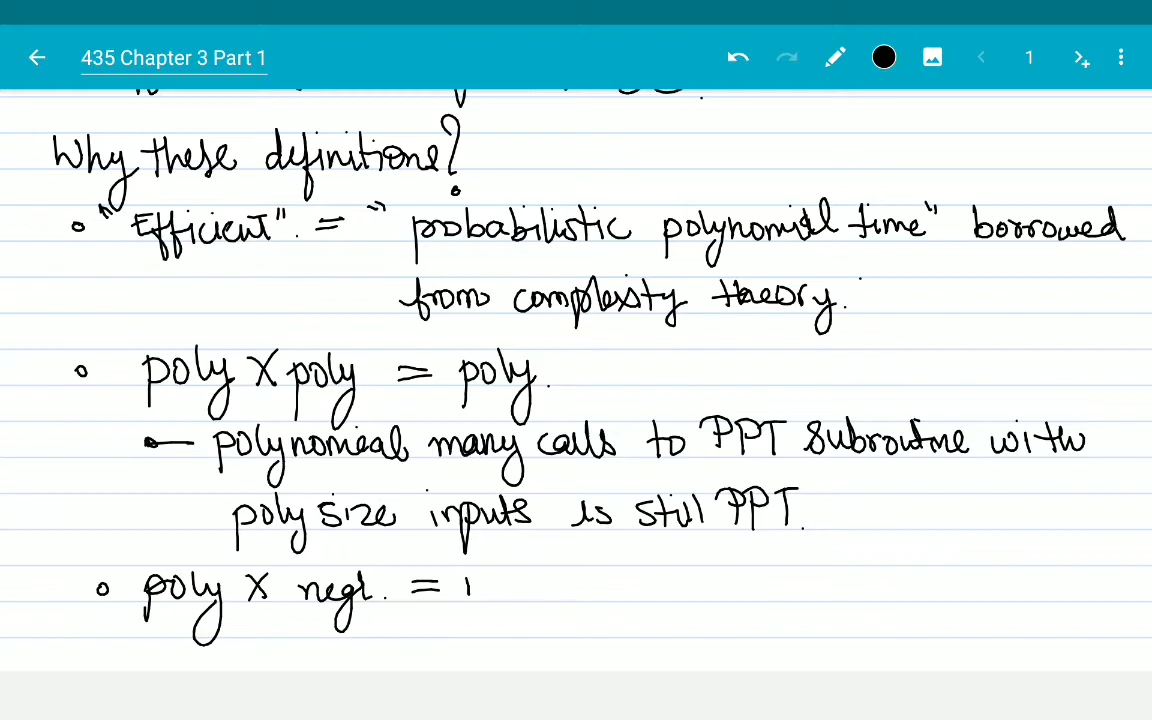 435 Chapter 3 Part 1
1
Why these definitions?
"Efficient". = " probabilistic polynomial time" borrowed
from complexity theory.
poly X poly = poly.
polynomial many calls to PPT subroutine with
poly size inputs is still PPT.
poly X negl. =